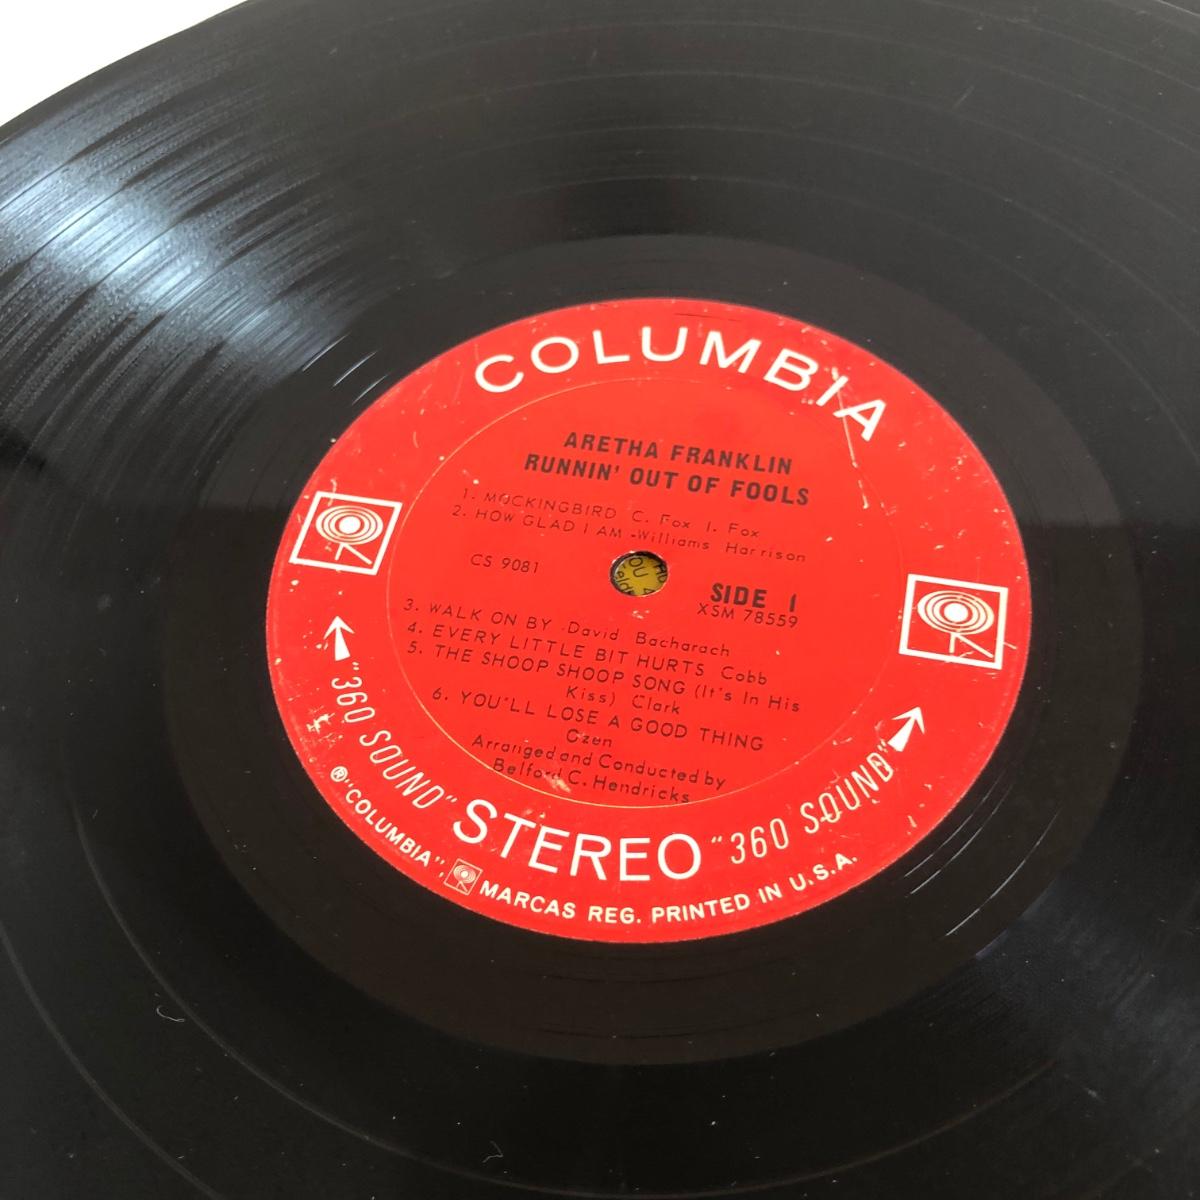 COLUMBIA
ARETHA FRANKLIN
RUNNIN' OUT OF FOOLS
1. MOCKINGBIRD C. Fox I. Fox
2. HOW GLAD I AM -Williams Harrison
CS 9081
SIDE 1
XSM 78559
3. WALK ON BY -David Bacharach
4. EVERY LITTLE BIT HURTS Cobb
5. THE SHOOP SHOOP SONG (It's In His
Kiss) Clark
6. YOU'LL LOSE A GOOD THING
Ozen
Arranged and Conducted by
Belford C. Hendricks
"360 SOUND" STEREO "360 SOUND"
® "COLUMBIA", MARCAS REG. PRINTED IN U.S.A.